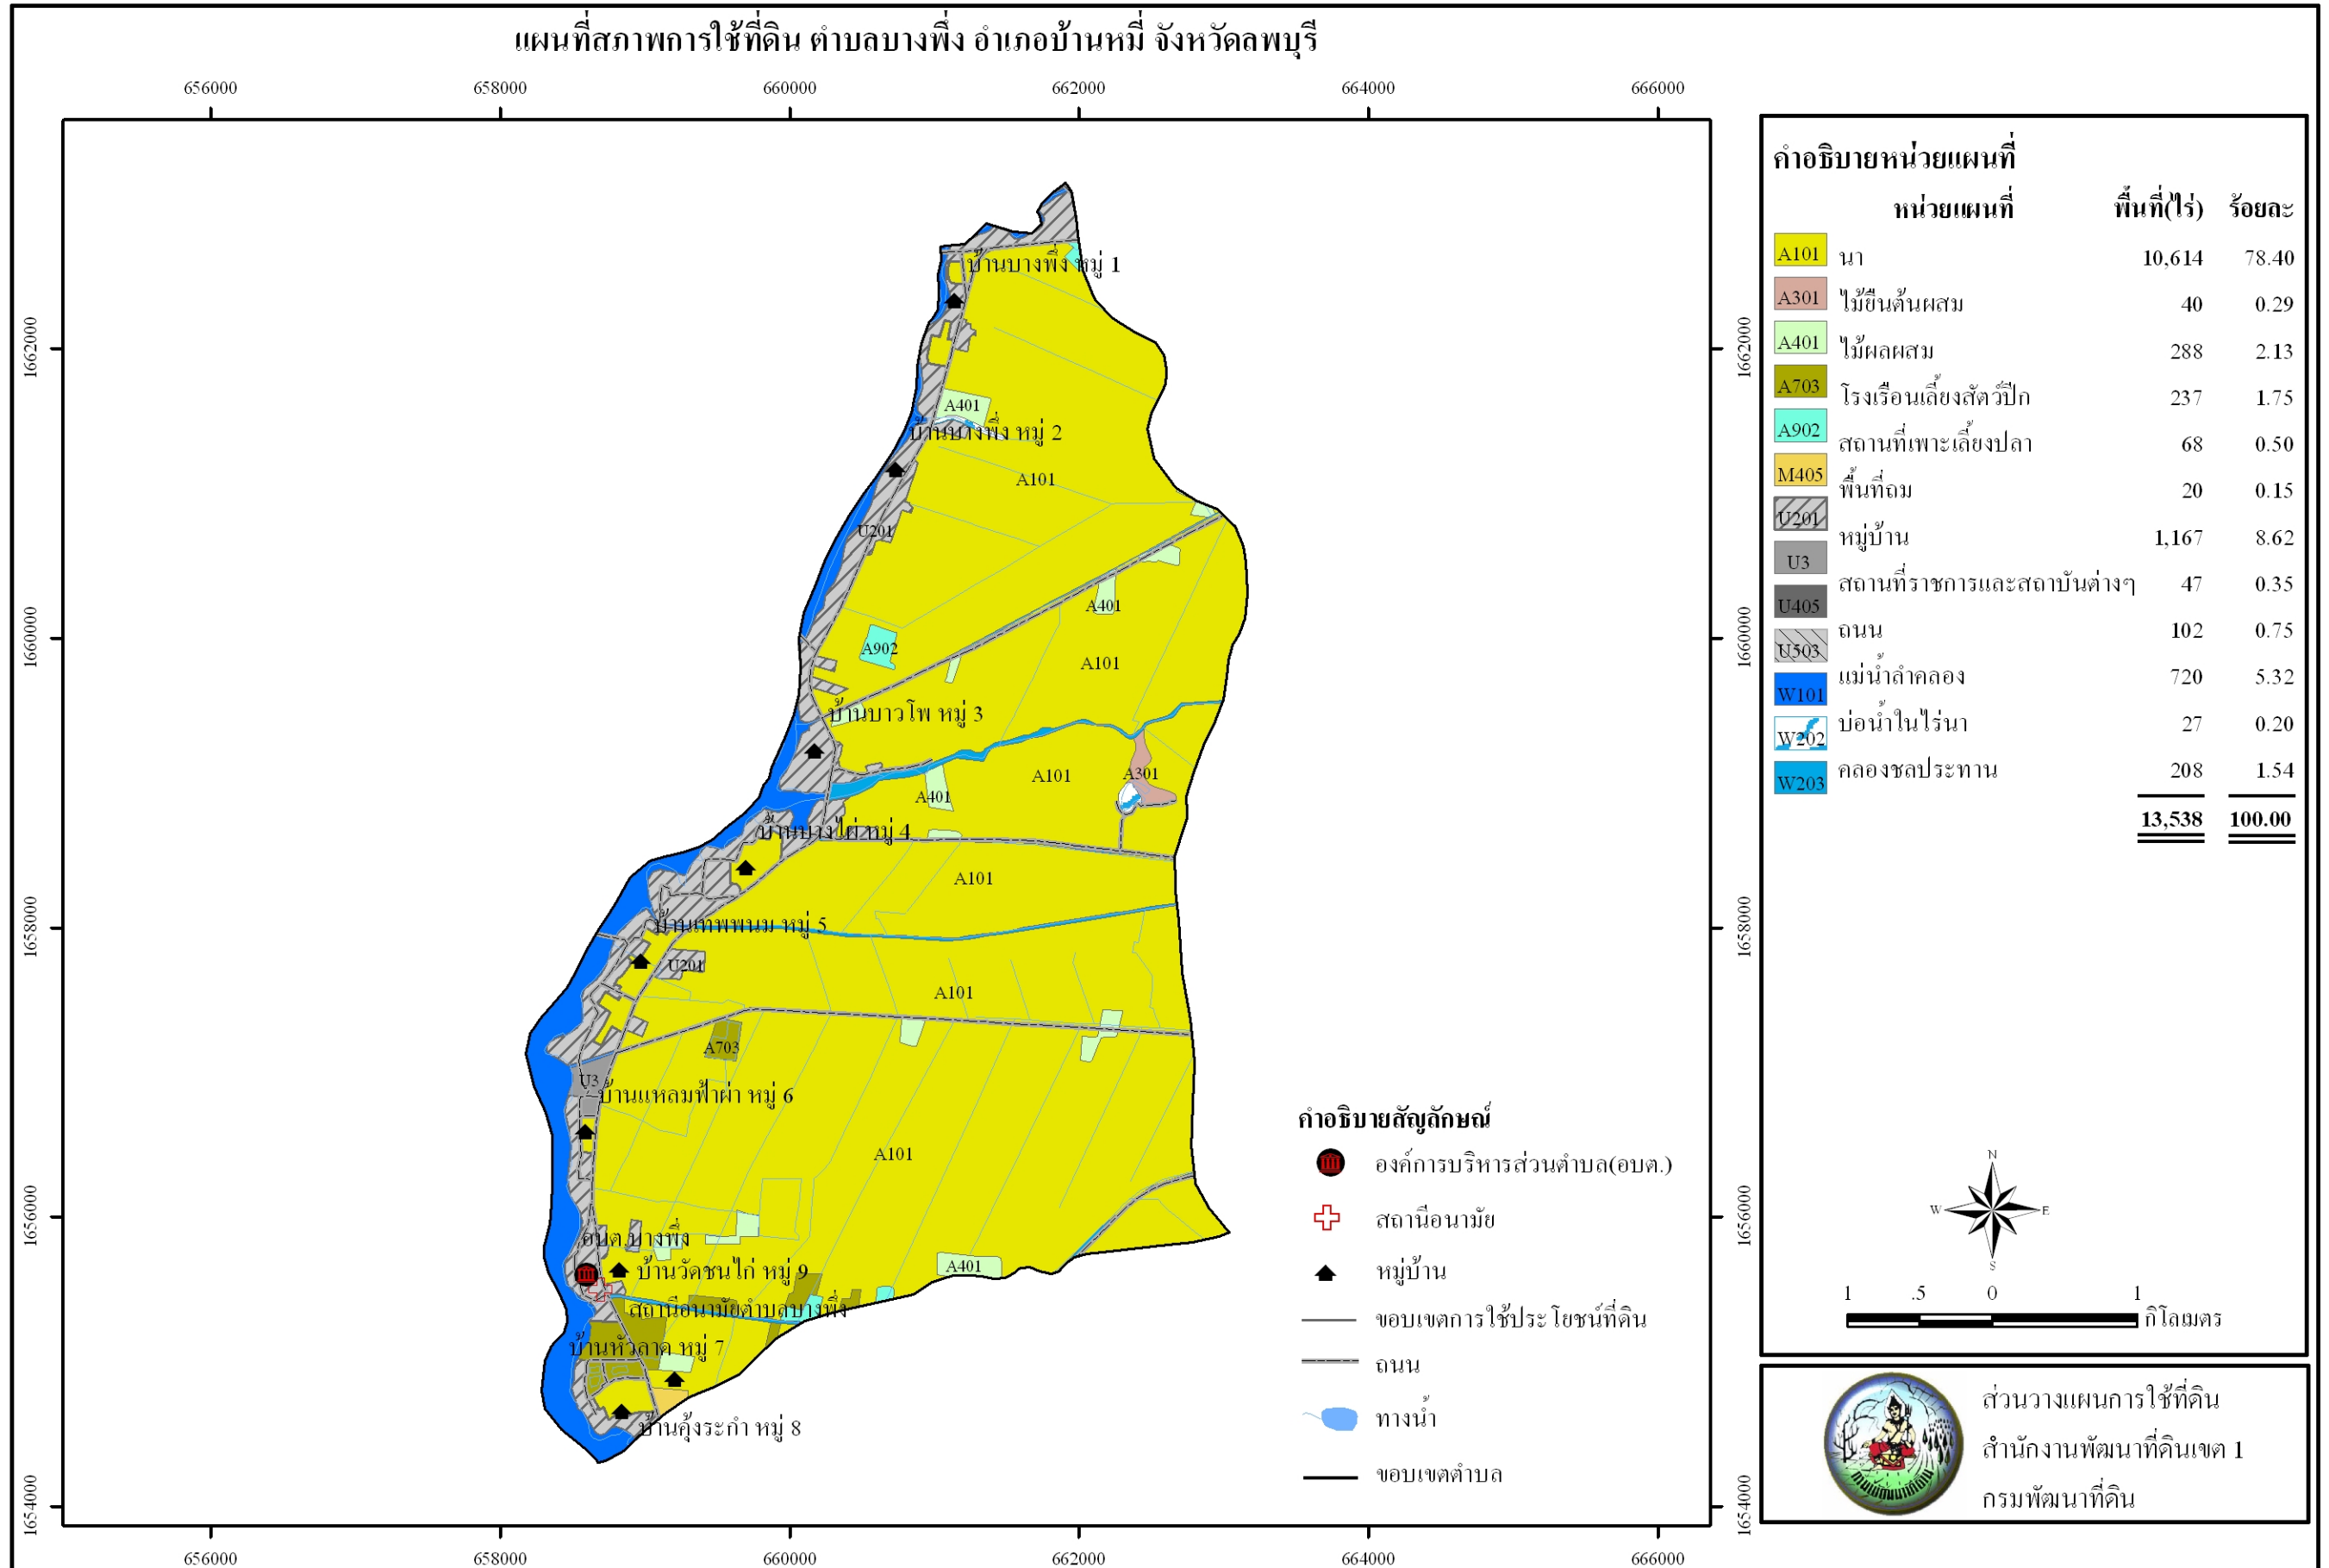 แผนที่สภาพการใช้ที่ดิน ตำบลบางพึ่ง อำเภอบ้านหมี่ จังหวัดลพบุรี
656000 658000 660000 662000 664000 666000
1662000 1662000
1660000 1660000
1658000 1658000
1656000 1656000
1654000 1654000
656000 658000 660000 662000 664000 666000
บ้านบางพึ่ง หมู่ 1
A401
บ้านบางพึ่ง หมู่ 2
A101
U201
A401
A902
A101
บ้านบาวโพ หมู่ 3
A101
A301
A401
บ้านบางไผ่ หมู่ 4
A101
บ้านเทพพนม หมู่ 5
U201
A101
A703
U3
บ้านแหลมฟ้าผ่า หมู่ 6
A101
อบต.บางพึ่ง
A401
บ้านวัดชนไก่ หมู่ 9
สถานีอนามัยตำบลบางพึ่ง
บ้านหัวลาด หมู่ 7
บ้านคุ้งระกำ หมู่ 8
คำอธิบายสัญลักษณ์
องค์การบริหารส่วนตำบล(อบต.)
สถานีอนามัย
หมู่บ้าน
ขอบเขตการใช้ประโยชน์ที่ดิน
ถนน
ทางน้ำ
ขอบเขตตำบล
คำอธิบายหน่วยแผนที่
หน่วยแผนที่ พื้นที่(ไร่) ร้อยละ
A101 นา 10,614 78.40
A301 ไม้ยืนต้นผสม 40 0.29
A401 ไม้ผลผสม 288 2.13
A703 โรงเรือนเลี้ยงสัตว์ปีก 237 1.75
A902 สถานที่เพาะเลี้ยงปลา 68 0.50
M405 พื้นที่ถม 20 0.15
U201 หมู่บ้าน 1,167 8.62
U3 สถานที่ราชการและสถาบันต่างๆ 47 0.35
U405 ถนน 102 0.75
U503 แม่น้ำลำคลอง 720 5.32
W101 บ่อน้ำในไร่นา 27 0.20
W202 คลองชลประทาน 208 1.54
W203
13,538 100.00
N
W E
S
1 .5 0 1
กิโลเมตร
ส่วนวางแผนการใช้ที่ดิน
สำนักงานพัฒนาที่ดินเขต 1
กรมพัฒนาที่ดิน
กรมพัฒนาที่ดิน